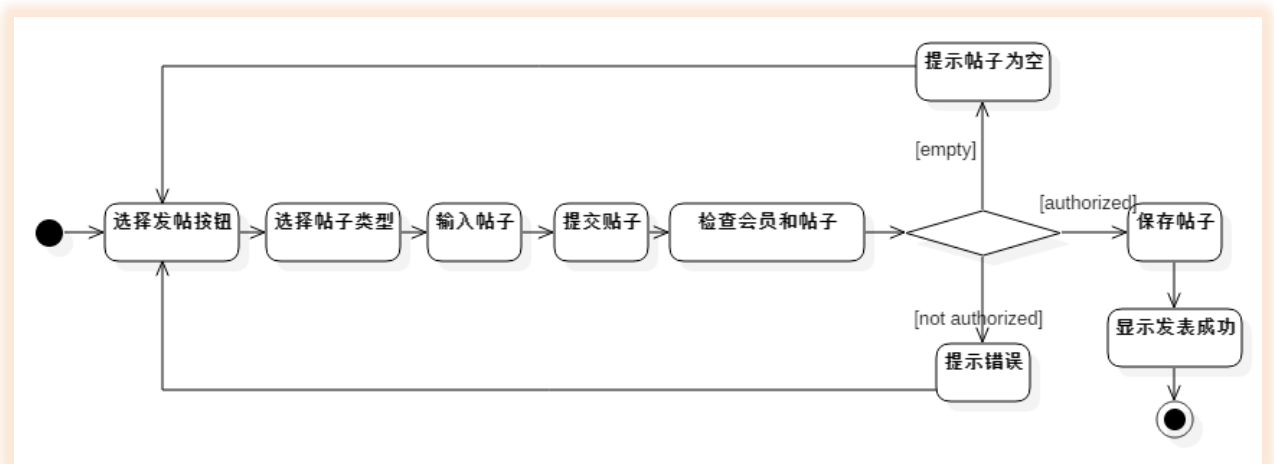 提示帖子为空
[empty]
[authorized]
选择发帖按钮
选择帖子类型
输入帖子
提交贴子
检查会员和帖子
保存帖子
[not authorized]
显示发表成功
提示错误